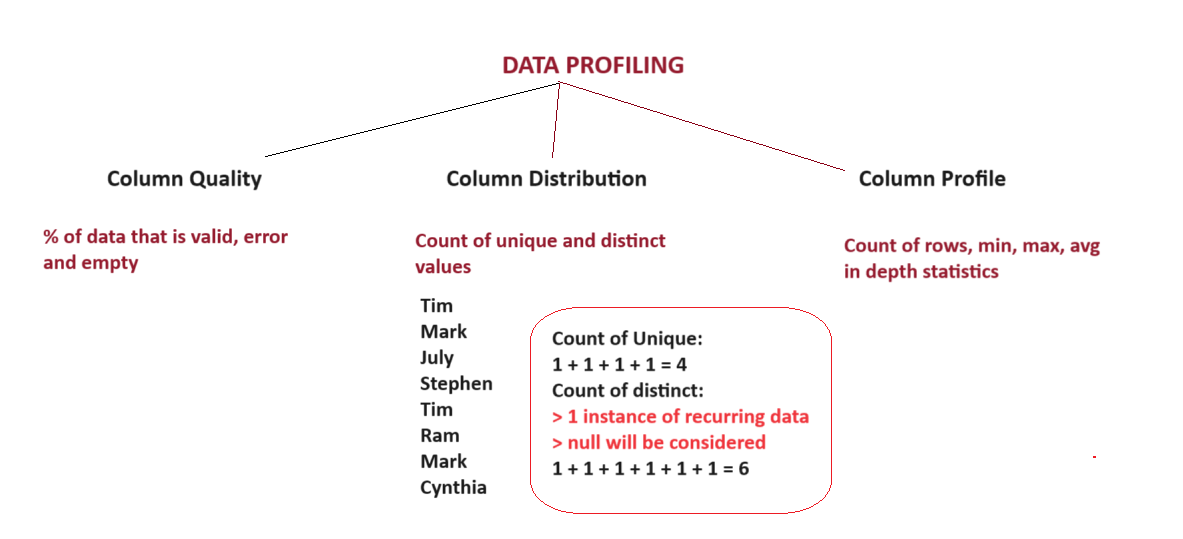 DATA PROFILING
Column Quality
% of data that is valid, error
and empty
Column Distribution
Count of unique and distinct
values
Tim
Mark
July
Stephen
Tim
Ram
Mark
Cynthia
Count of Unique:
1 + 1 + 1 + 1 = 4
Count of distinct:
> 1 instance of recurring data
> null will be considered
1 + 1 + 1 + 1 + 1 + 1 = 6
Column Profile
Count of rows, min, max, avg
in depth statistics